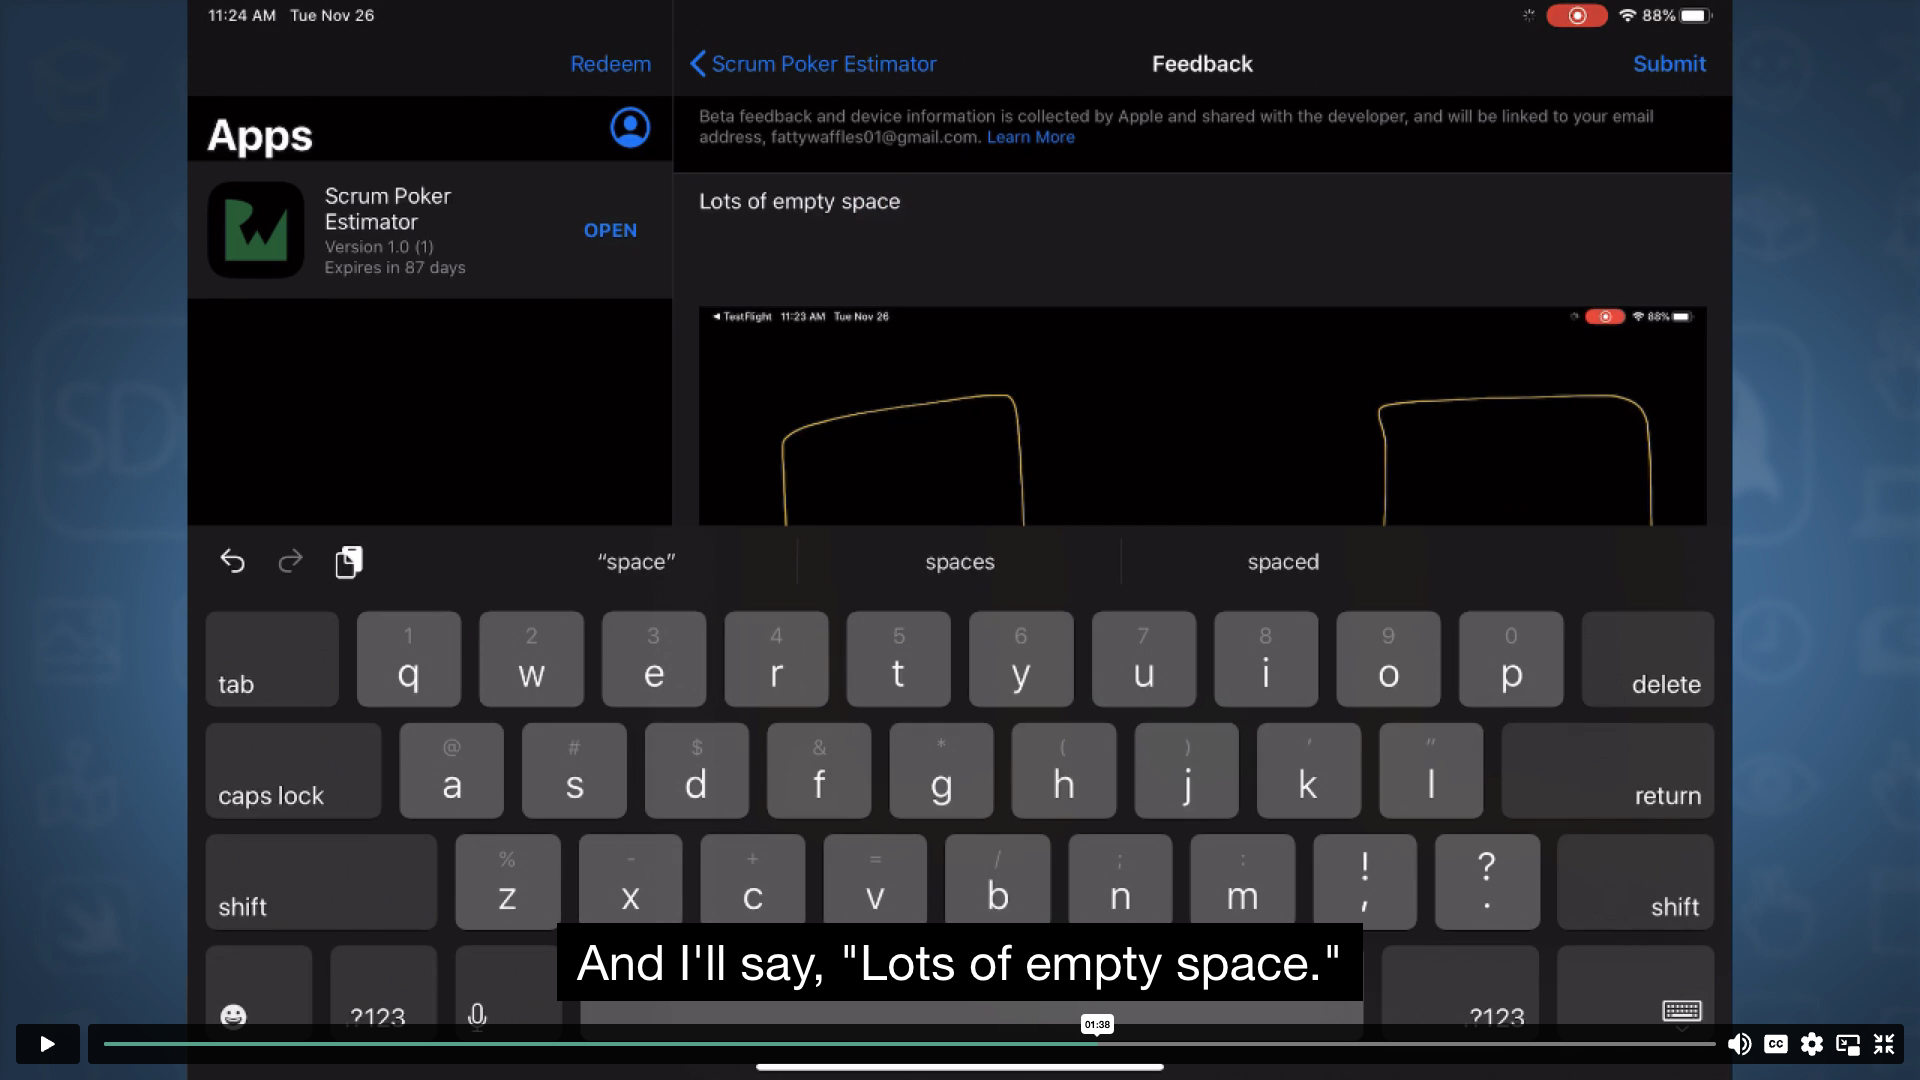 11:24 AM Tue Nov 26
88%
Redeem
Scrum Poker Estimator
Feedback
Submit
Apps
Beta feedback and device information is collected by Apple and shared with the developer, and will be linked to your email
address, fattywaffles01@gmail.com. Learn More
Scrum Poker
Estimator
Version 1.0 (1)
Expires in 87 days
OPEN
Lots of empty space
TestFlight 11:23 AM Tue Nov 26
88%
SD
“space”
spaces
spaced
tab
1 2 3 4 5 6 7 8 9 0
q w e r t y u i o p
delete
caps lock
@ # $ & * ( ) ' "
a s d f g h j k l
return
shift
% - + = / ; : ! ?
z x c v b n m , .
shift
And I'll say, "Lots of empty space."
.?123
.?123
01:38
CC